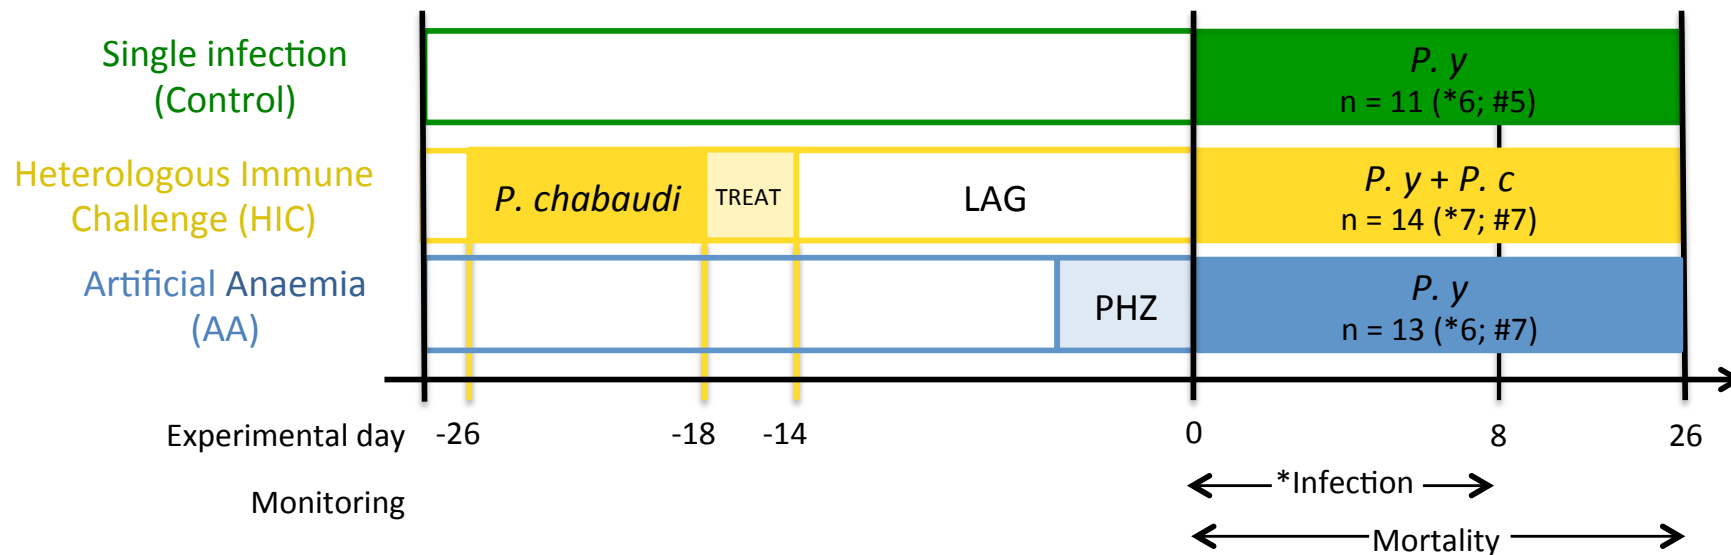 Single infection
(Control)
P. y
n = 11 (*6; #5)
Heterologous Immune
Challenge (HIC)
P. chabaudi
TREAT
LAG
P. y + P. c
n = 14 (*7; #7)
Artificial Anaemia
(AA)
PHZ
P. y
n = 13 (*6; #7)
Experimental day -26 -18 -14 0 8 26
Monitoring
*Infection
Mortality